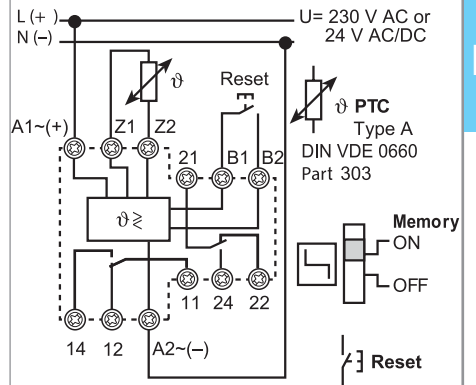 L (+) U= 230 V AC or
N (–) 24 V AC/DC
ϑ Reset
ϑ PTC
A1~(+) Z1 Z2 Type A
DIN VDE 0660
21 B1 B2 Part 303
Memory
ϑ≥ ON
OFF
11 24 22
14 12 A2~(–)
Reset